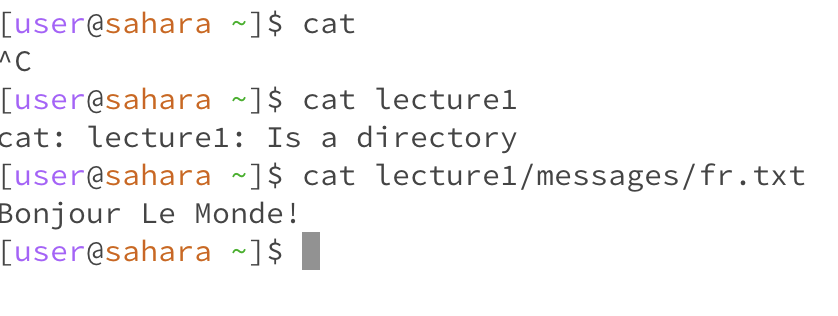 [user@sahara ~]$ cat
^C
[user@sahara ~]$ cat lecture1
cat: lecture1: Is a directory
[user@sahara ~]$ cat lecture1/messages/fr.txt
Bonjour Le Monde!
[user@sahara ~]$